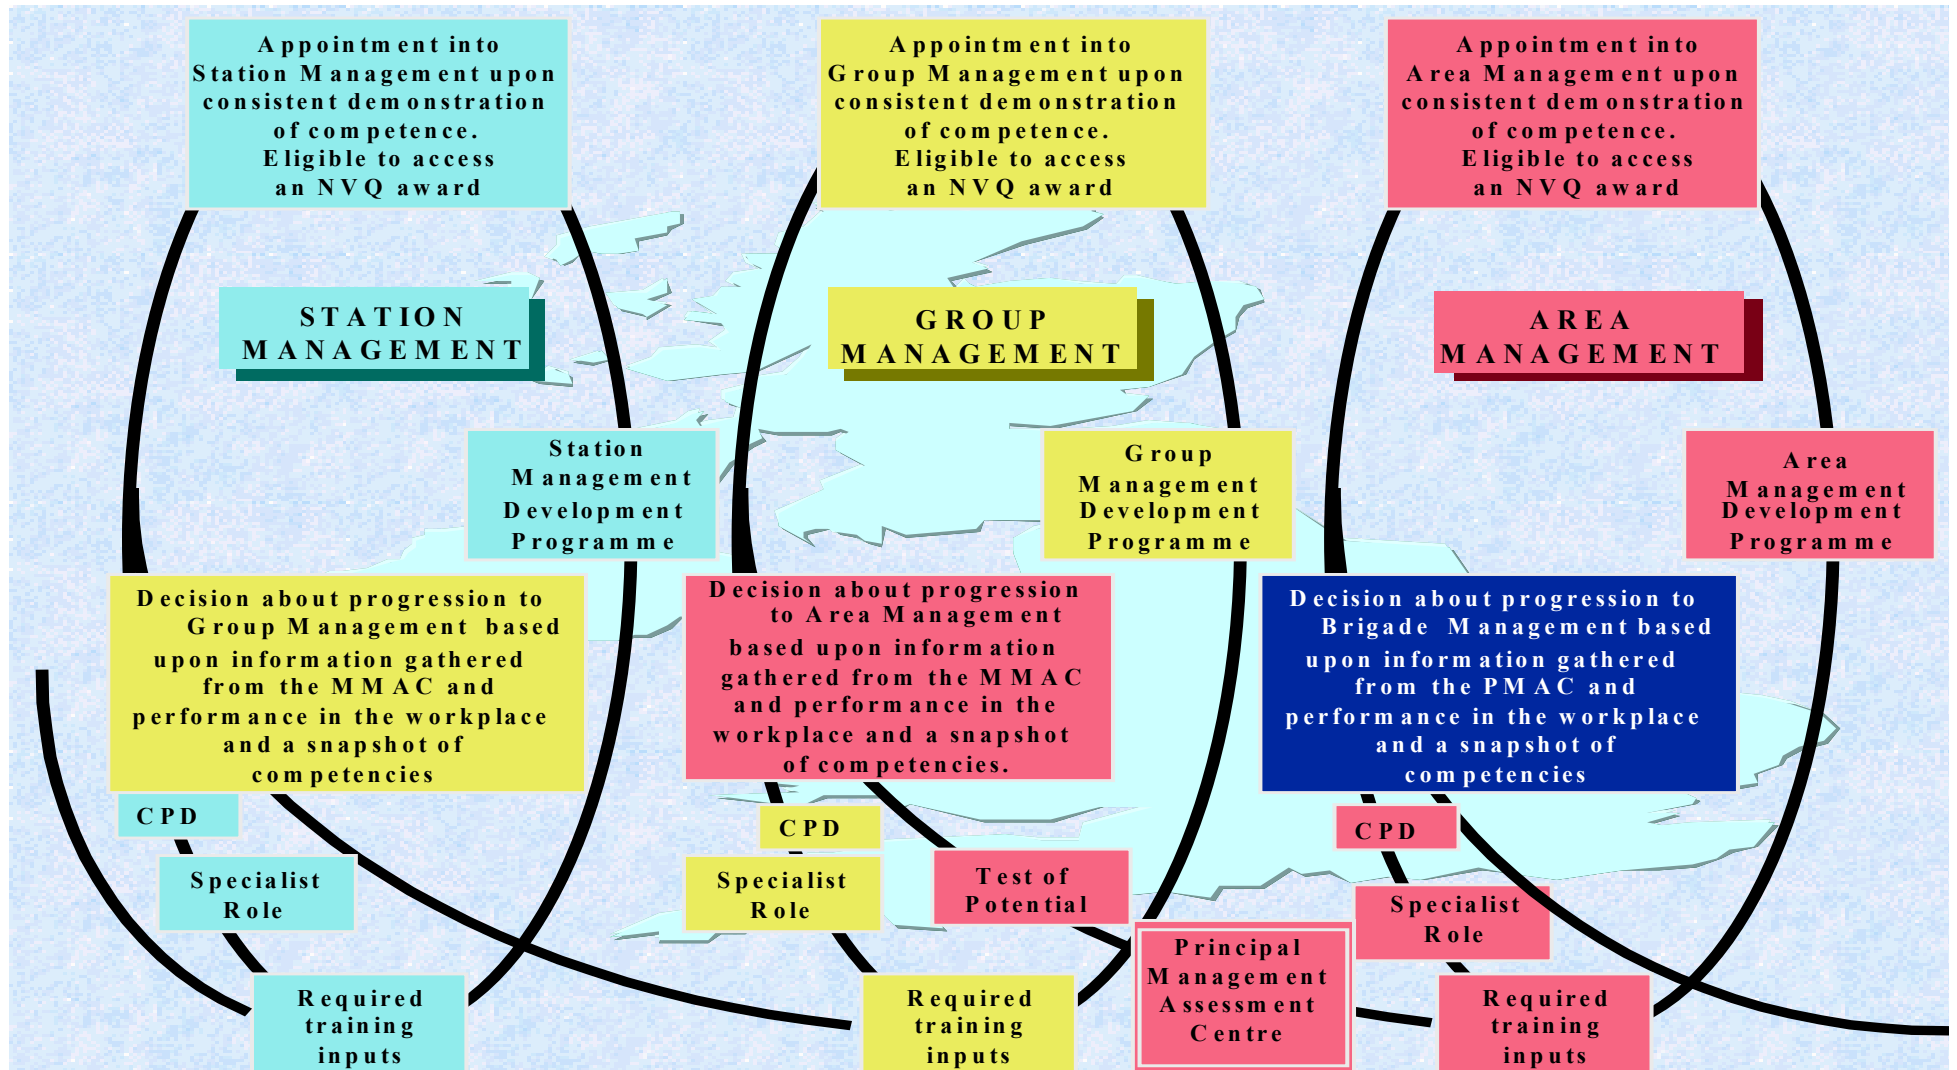 Appointment into
Station Management upon
consistent demonstration
of competence.
Eligible to access
an NVQ award
Appointment into
Group Management upon
consistent demonstration
of competence.
Eligible to access
an NVQ award
Appointment into
Area Management upon
consistent demonstration
of competence.
Eligible to access
an NVQ award
STATION
MANAGEMENT
GROUP
MANAGEMENT
AREA
MANAGEMENT
Station
Management
Development
Programme
Group
Management
Development
Programme
Area
Management
Development
Programme
Decision about progression to
Group Management based
upon information gathered
from the MMAC and
performance in the workplace
and a snapshot of
competencies
Decision about progression
to Area Management
based upon information
gathered from the MMAC
and performance in the
workplace and a snapshot
of competencies.
Decision about progression to
Brigade Management based
upon information gathered
from the PMAC and
performance in the workplace
and a snapshot of
competencies
CPD
Specialist
Role
Required
training
inputs
CPD
Specialist
Role
Test of
Potential
Required
training
inputs
Principal
Management
Assessment
Centre
CPD
Specialist
Role
Required
training
inputs